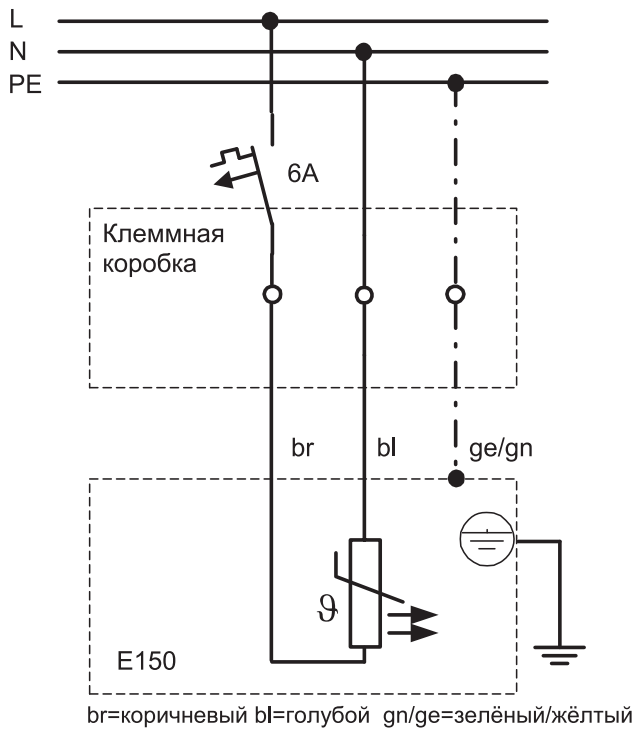 L
N
PE
6A
Клеммная
коробка
br bl ge/gn
ϑ
E150
br=коричневый bl=голубой gn/ge=зелёный/жёлтый